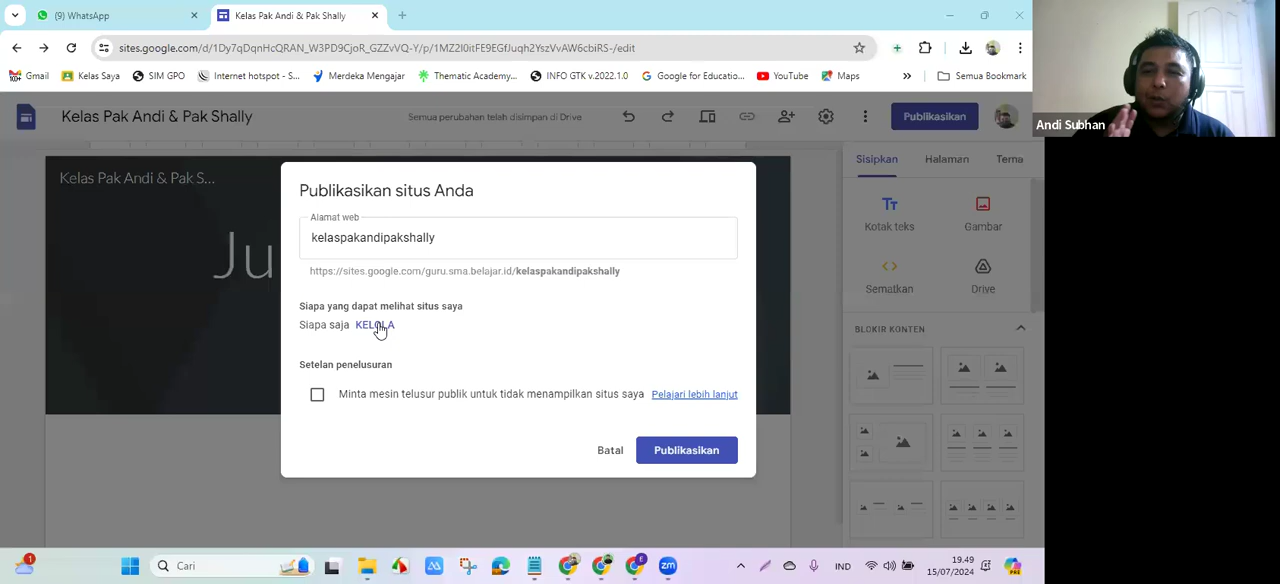 (9) WhatsApp
Kelas Pak Andi & Pak Shally
sites.google.com/d/1Dy7qDqnHcQRAN_W3PD9CjoR_GZZvVQ-Y/p/1MZ2I0itFE9EGfJuqh2YszVvAW6cbiRS-/edit
Gmail
Kelas Saya
SIM GPO
Internet hotspot - S...
Merdeka Mengajar
Thematic Academy...
INFO GTK v.2022.1.0
Google for Educatio...
YouTube
Maps
»
Semua Bookmark
Kelas Pak Andi & Pak Shally
Semua perubahan telah disimpan di Drive
Publikasikan
Andi Subhan
Sisipkan
Halaman
Tema
Kelas Pak Andi & Pak S...
Ju
Publikasikan situs Anda
Alamat web
kelaspakandipakshally
https://sites.google.com/guru.sma.belajar.id/kelaspakandipakshally
Siapa yang dapat melihat situs saya
Siapa saja KELOLA
Setelan penelusuran
Minta mesin telusur publik untuk tidak menampilkan situs saya Pelajari lebih lanjut
Batal
Publikasikan
Tt
Kotak teks
Gambar
Sematkan
Drive
BLOKIR KONTEN
1
Cari
zm
IND
19.49
15/07/2024
PRE